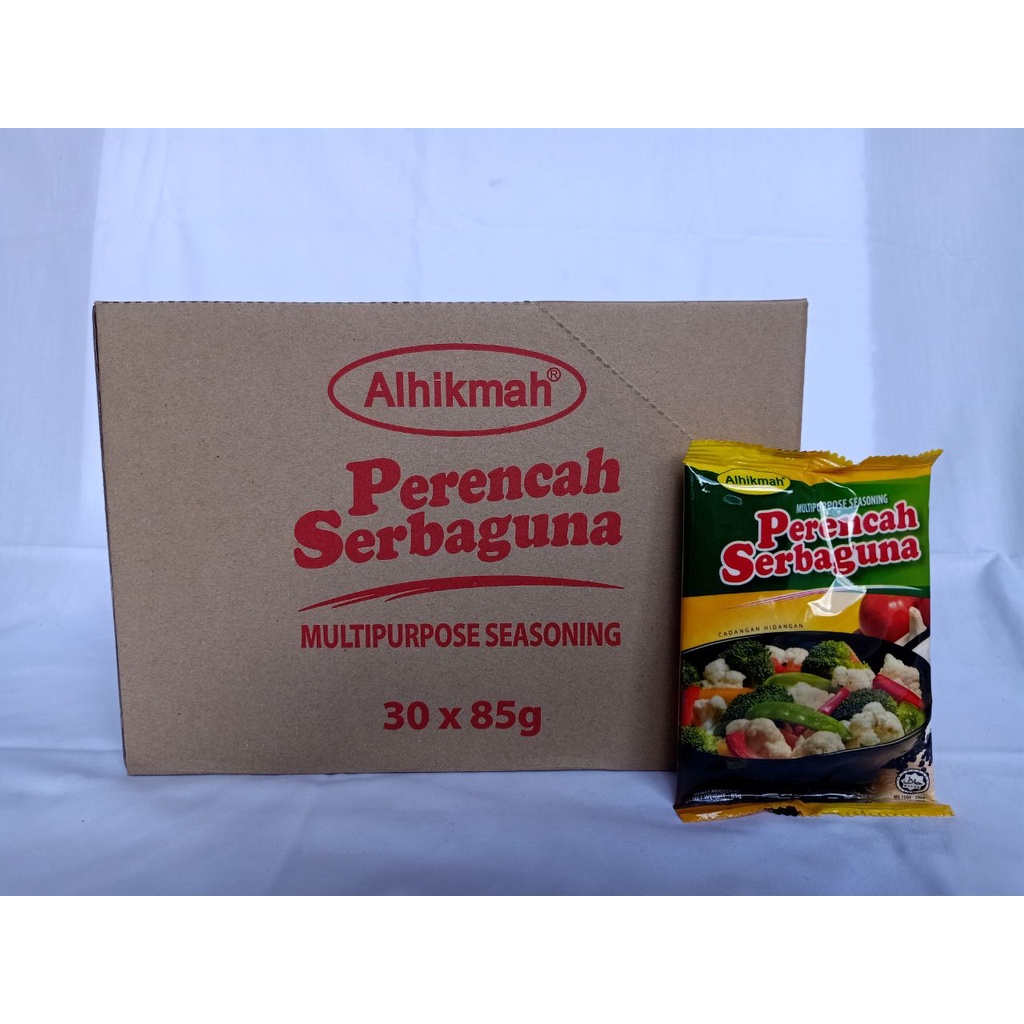 Alhikmah®
Perencah
Serbaguna
MULTIPURPOSE SEASONING
30 x 85g
Alhikmah®
MULTIPURPOSE SEASONING
Perencah
Serbaguna
CADANGAN HIDANGAN